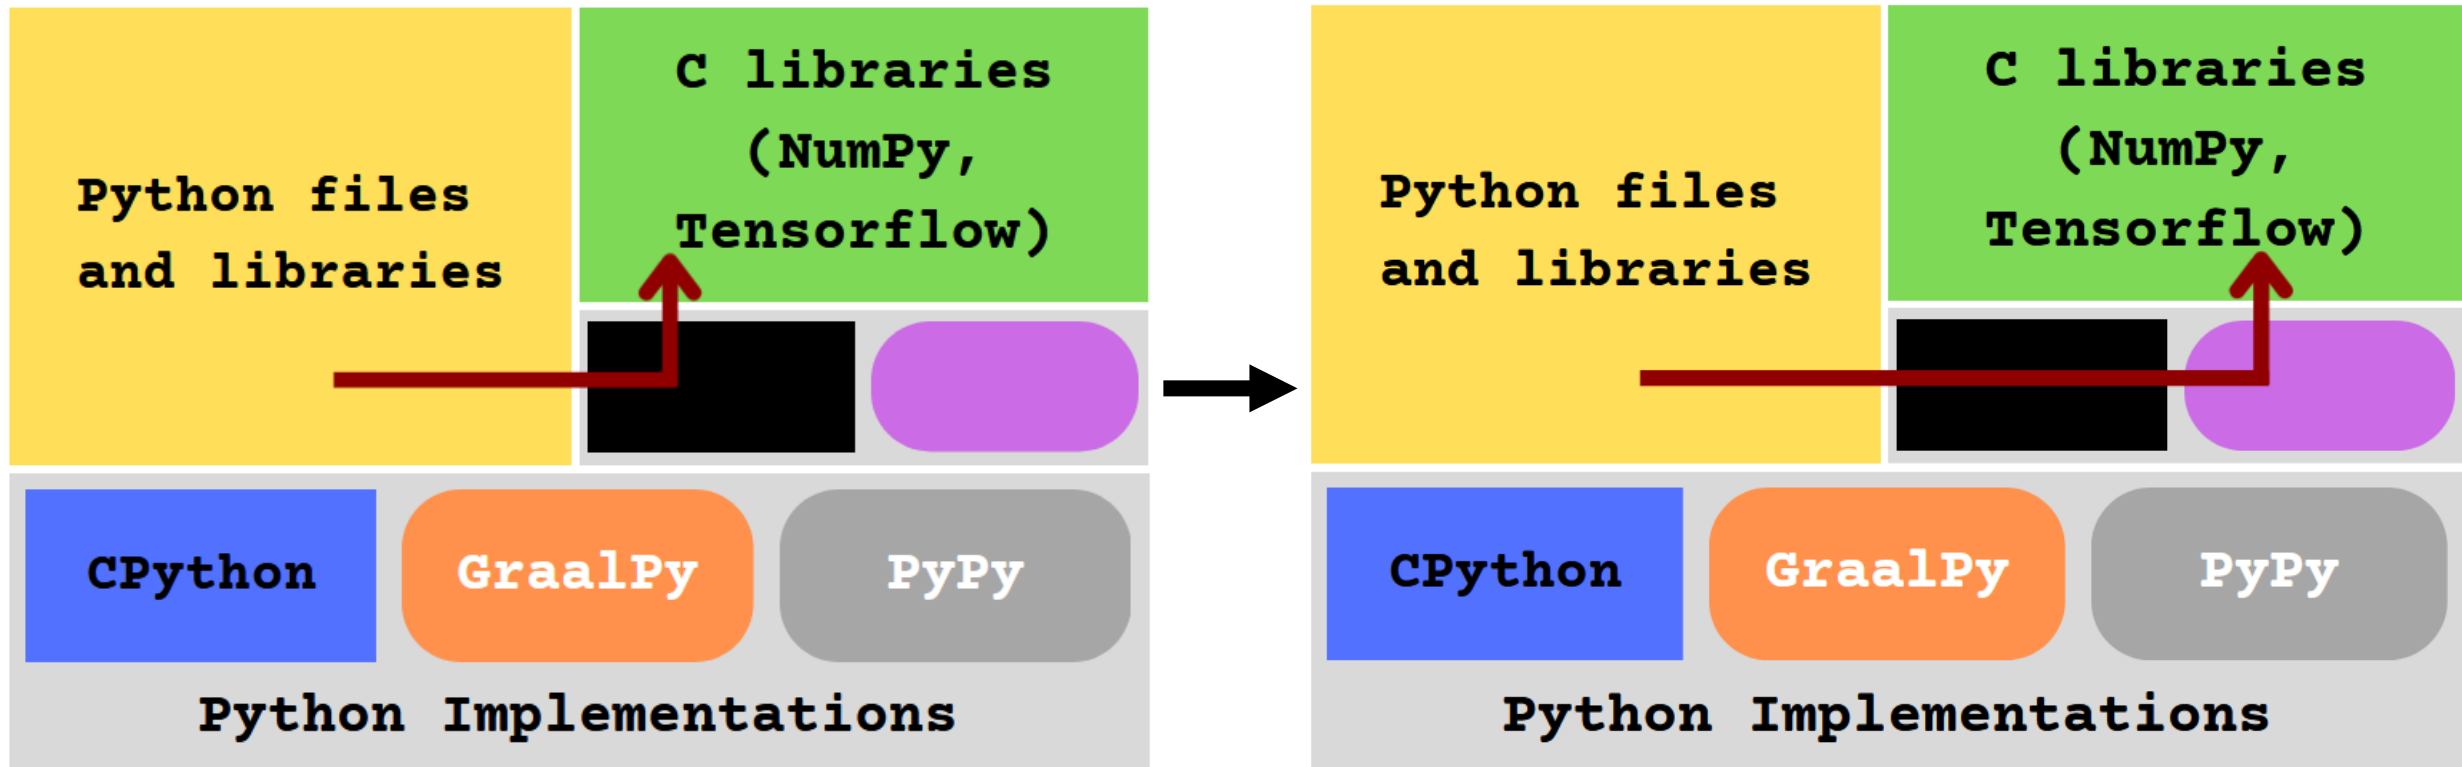 Python files
and libraries
C libraries
(NumPy,
Tensorflow)
CPython
GraalPy
PyPy
Python Implementations
Python files
and libraries
C libraries
(NumPy,
Tensorflow)
CPython
GraalPy
PyPy
Python Implementations